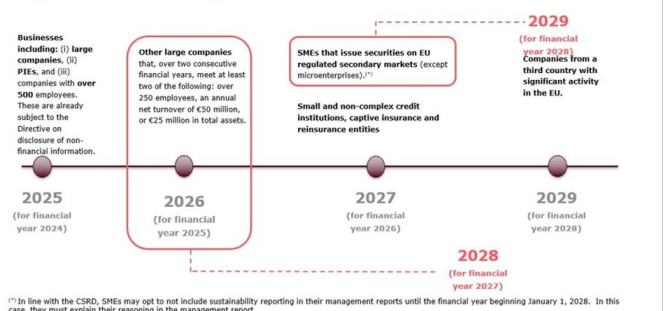 Businesses
including: (i) large
companies, (ii)
PIEs, and (iii)
companies with over
500 employees.
These are already
subject to the
Directive on
disclosure of non-
financial information.
Other large companies
that, over two consecutive
financial years, meet at least
two of the following: over
250 employees, an annual
net turnover of €50 million,
or €25 million in total assets.
SMEs that issue securities on EU
regulated secondary markets (except
microenterprises).(*)
Small and non-complex credit
institutions, captive insurance and
reinsurance entities
2029
(for financial
year 2028)
Companies from a
third country with
significant activity
in the EU.
2025
(for financial
year 2024)
2026
(for financial
year 2025)
2027
(for financial
year 2026)
2029
(for financial
year 2028)
2028
(for financial
year 2027)
(*) In line with the CSRD, SMEs may opt to not include sustainability reporting in their management reports until the financial year beginning January 1, 2028. In this
case, they must explain their reasoning in the management report